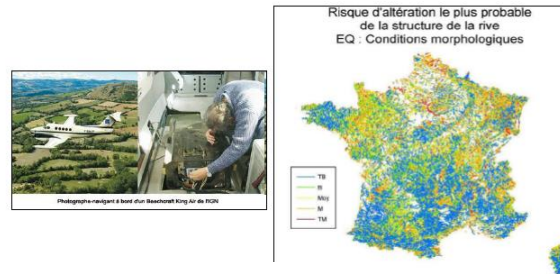 Photographe-navigant à bord d'un Beechcraft King Air de l'IGN
Risque d'altération le plus probable
de la structure de la rive
EQ : Conditions morphologiques
TB
B
Moy
M
TM